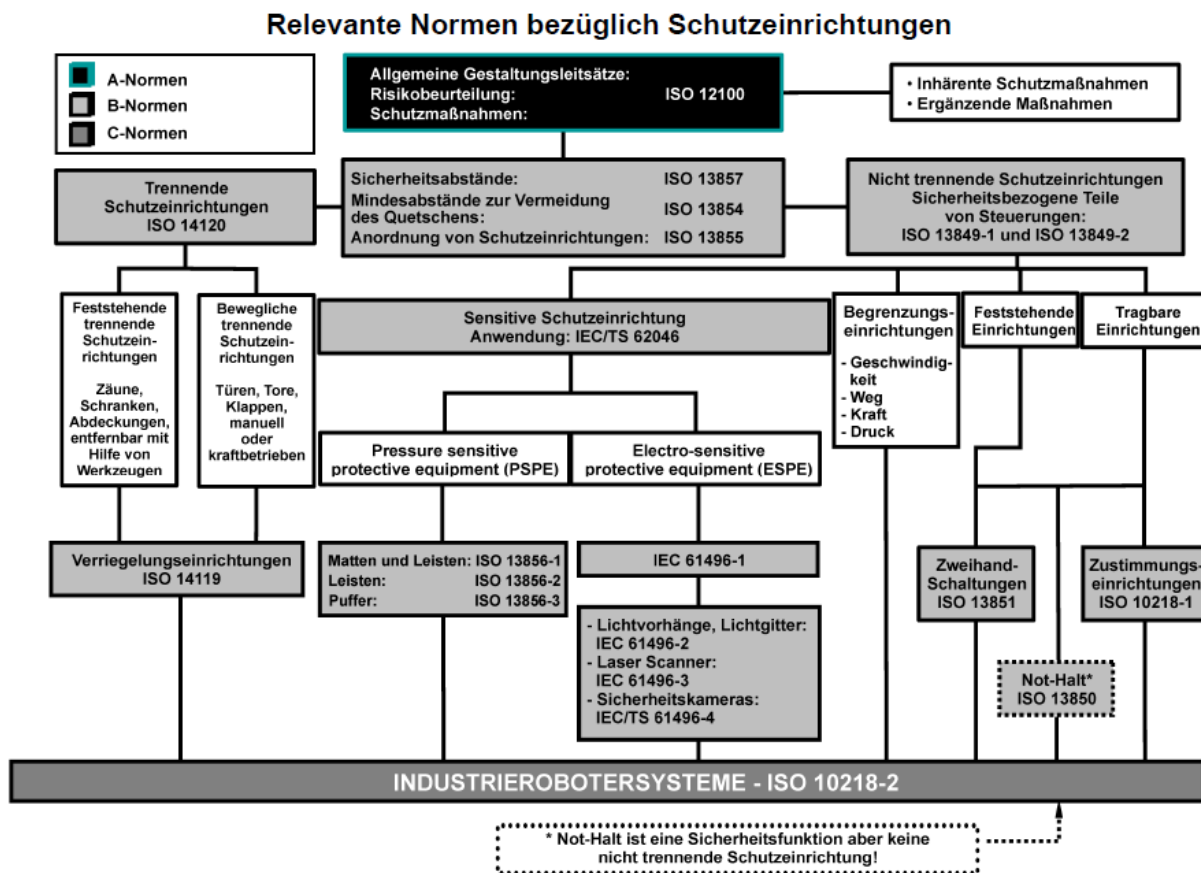 Relevante Normen bezüglich Schutzeinrichtungen
A-Normen
B-Normen
C-Normen
Allgemeine Gestaltungsleitsätze:
Risikobeurteilung: ISO 12100
Schutzmaßnahmen:
• Inhärente Schutzmaßnahmen
• Ergänzende Maßnahmen
Trennende
Schutzeinrichtungen
ISO 14120
Sicherheitsabstände: ISO 13857
Mindesabstände zur Vermeidung
des Quetschens: ISO 13854
Anordnung von Schutzeinrichtungen: ISO 13855
Nicht trennende Schutzeinrichtungen
Sicherheitsbezogene Teile
von Steuerungen:
ISO 13849-1 und ISO 13849-2
Feststehende
trennende
Schutzein-
richtungen
Zäune,
Schranken,
Abdeckungen,
entfernbar mit
Hilfe von
Werkzeugen
Bewegliche
trennende
Schutzein-
richtungen
Türen, Tore,
Klappen,
manuell
oder
kraftbetrieben
Sensitive Schutzeinrichtung
Anwendung: IEC/TS 62046
Begrenzungs-
einrichtungen:
- Geschwindig-
keit
- Weg
- Kraft
- Druck
Feststehende
Einrichtungen
Tragbare
Einrichtungen
Pressure sensitive
protective equipment (PSPE)
Electro-sensitive
protective equipment (ESPE)
Verriegelungseinrichtungen
ISO 14119
Matten und Leisten: ISO 13856-1
Leisten: ISO 13856-2
Puffer: ISO 13856-3
IEC 61496-1
- Lichtvorhänge, Lichtgitter:
IEC 61496-2
- Laser Scanner:
IEC 61496-3
- Sicherheitskameras:
IEC/TS 61496-4
Zweihand-
Schaltungen
ISO 13851
Zustimmungs-
einrichtungen
ISO 10218-1
Not-Halt*
ISO 13850
INDUSTRIEROBOTERSYSTEME - ISO 10218-2
* Not-Halt ist eine Sicherheitsfunktion aber keine
nicht trennende Schutzeinrichtung!